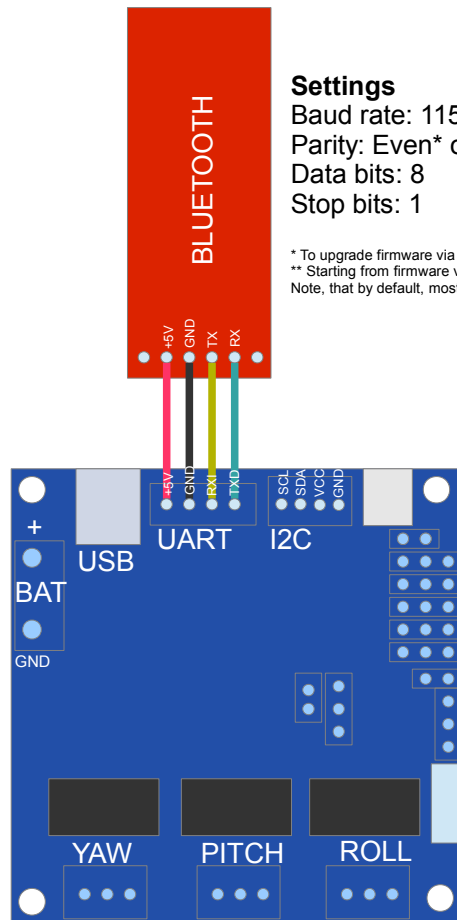 BLUETOOTH
Settings
Baud rate: 115
Parity: Even*
Data bits: 8
Stop bits: 1
* To upgrade firmware via
** Starting from firmware
Note, that by default, most
+5V
GND
TX
RX
+5V
GND
RXI
TXD
SCL
SDA
VCC
GND
USB
UART
I2C
+
BAT
GND
YAW
PITCH
ROLL